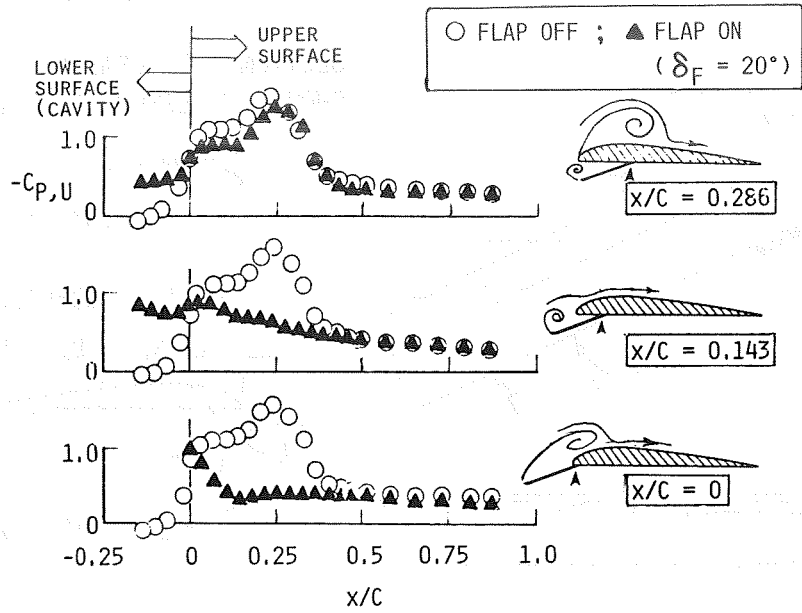 UPPER
SURFACE
LOWER
SURFACE
(CAVITY)
○ FLAP OFF ; ▲ FLAP ON
(δF = 20°)
-CP,U
1.0
0
x/C = 0.286
1.0
0
x/C = 0.143
1.0
0
x/C = 0
-0.25 0 0.25 0.5 0.75 1.0
x/C